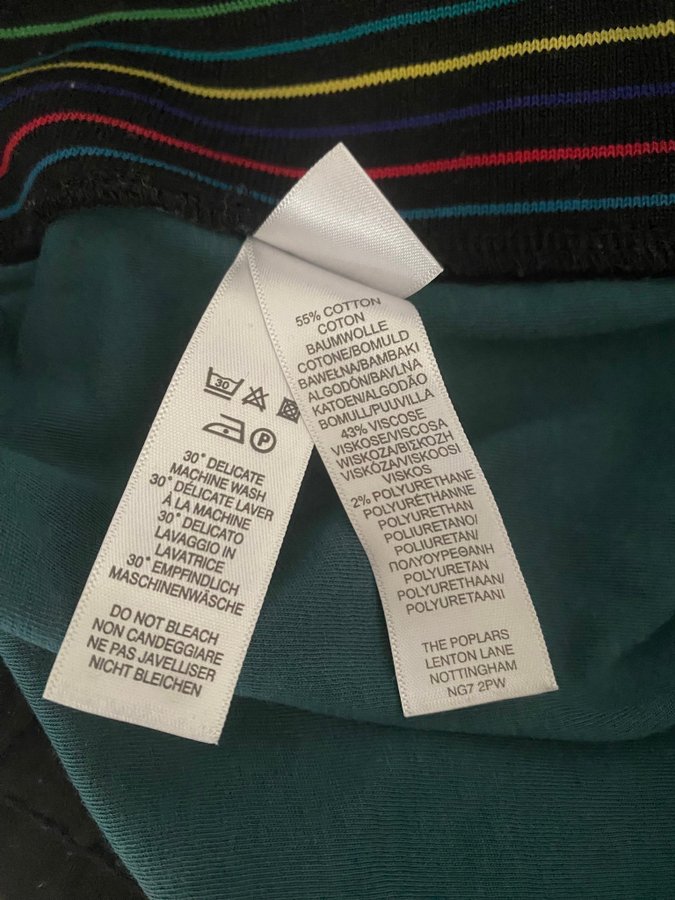 30
P
30° DELICATE
MACHINE WASH
30° DÉLICATE LAVER
À LA MACHINE
30° DELICATO
LAVAGGIO IN
LAVATRICE
30° EMPFINDLICH
MASCHINENWÄSCHE
DO NOT BLEACH
NON CANDEGGIARE
NE PAS JAVELLISER
NICHT BLEICHEN
55% COTTON
COTON
BAUMWOLLE
COTONE/BOMULD
BAWEŁNA/BAMBAKI
ALGODÓN/BAVLNA
KATOEN/ALGODÃO
BOMULL/PUUVILLA
43% VISCOSE
VISKOSE/VISCOSA
WISKOZA/ΒΙΣΚΟΖΗ
VISKÓZA/VISKOOSI
VISKOS
2% POLYURETHANE
POLYURÉTHANNE
POLYURETHAN
POLIURETANO/
POLIURETAN/
ΠΟΛΥΟΥΡΕΘΑΝΗ
POLYURETAN
POLYURETHAAN/
POLYURETAANI
THE POPLARS
LENTON LANE
NOTTINGHAM
NG7 2PW